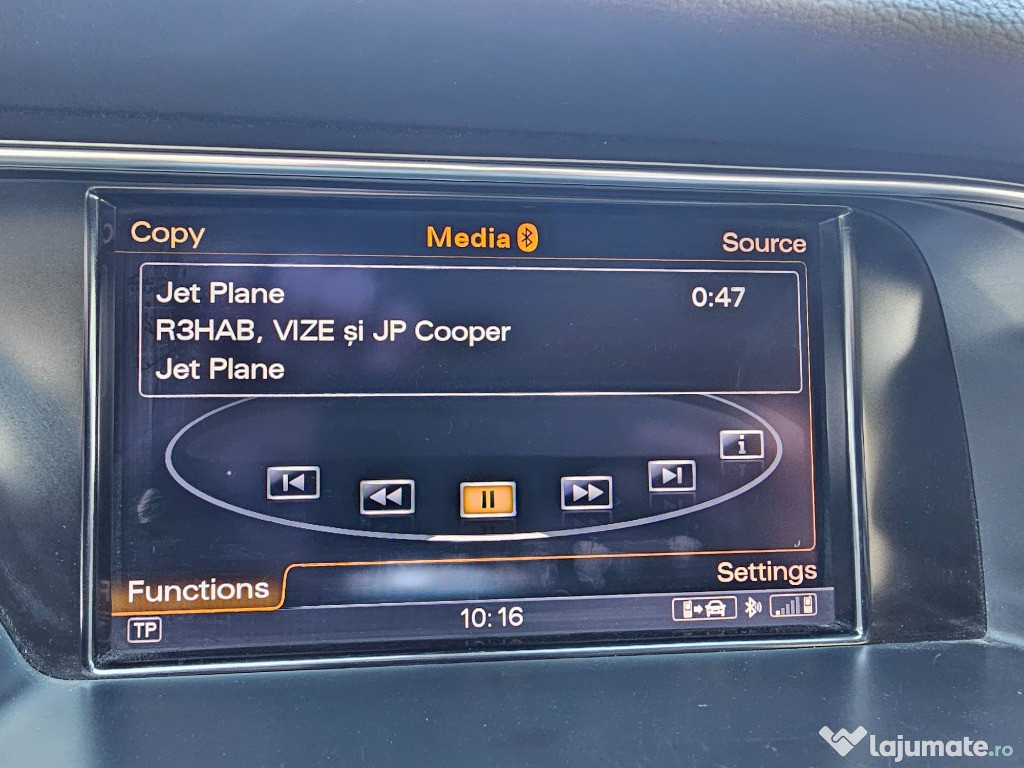 Copy
Media
Source
Jet Plane
0:47
R3HAB, VIZE și JP Cooper
Jet Plane
i
Functions
Settings
TP
10:16
lajumate.ro